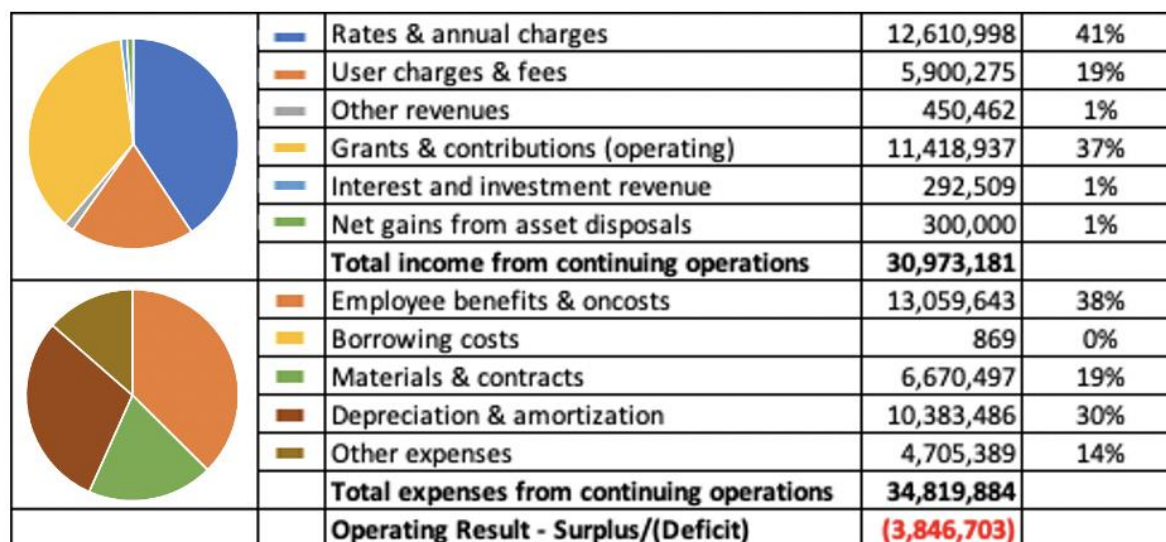 Rates & annual charges 12,610,998 41%
User charges & fees 5,900,275 19%
Other revenues 450,462 1%
Grants & contributions (operating) 11,418,937 37%
Interest and investment revenue 292,509 1%
Net gains from asset disposals 300,000 1%
Total income from continuing operations 30,973,181
Employee benefits & oncosts 13,059,643 38%
Borrowing costs 869 0%
Materials & contracts 6,670,497 19%
Depreciation & amortization 10,383,486 30%
Other expenses 4,705,389 14%
Total expenses from continuing operations 34,819,884
Operating Result - Surplus/(Deficit) (3,846,703)